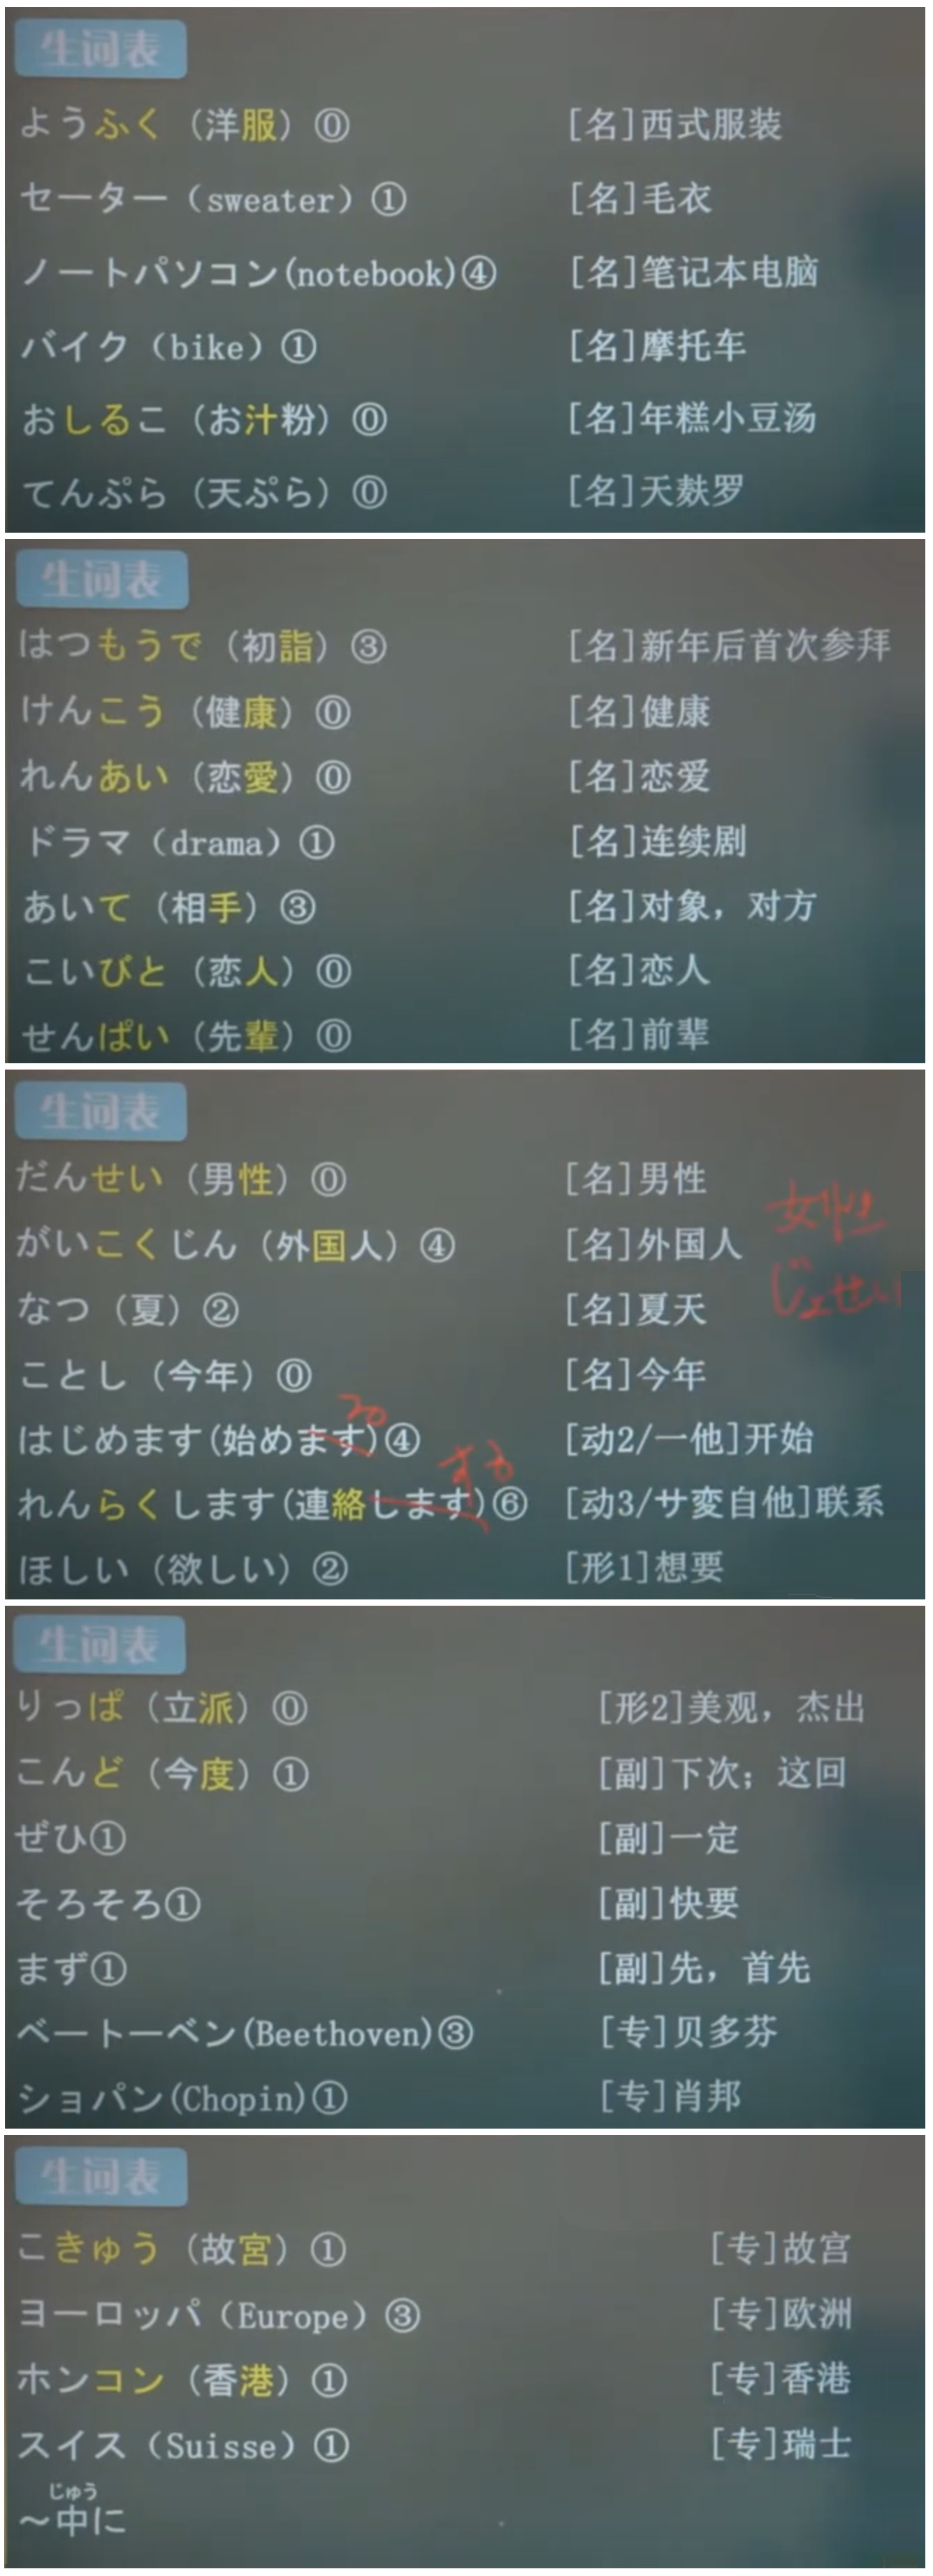 生词表
ようふく（洋服）⓪ [名]西式服装
セーター（sweater）① [名]毛衣
ノートパソコン(notebook)④ [名]笔记本电脑
バイク（bike）① [名]摩托车
おしるこ（お汁粉）⓪ [名]年糕小豆汤
てんぷら（天ぷら）⓪ [名]天麸罗
生词表
はつもうで（初詣）③ [名]新年后首次参拜
けんこう（健康）⓪ [名]健康
れんあい（恋愛）⓪ [名]恋爱
ドラマ（drama）① [名]连续剧
あいて（相手）③ [名]对象，对方
こいびと（恋人）⓪ [名]恋人
せんぱい（先輩）⓪ [名]前辈
生词表
だんせい（男性）⓪ [名]男性
女性
がいこくじん（外国人）④ [名]外国人
じょせい
なつ（夏）② [名]夏天
ことし（今年）⓪ [名]今年
る
はじめます(始めます)④ [动2/一他]开始
する
れんらくします(連絡します)⑥ [动3/サ变自他]联系
ほしい（欲しい）② [形1]想要
生词表
りっぱ（立派）⓪ [形2]美观，杰出
こんど（今度）① [副]下次；这回
ぜひ① [副]一定
そろそろ① [副]快要
まず① [副]先，首先
ベートーベン(Beethoven)③ [专]贝多芬
ショパン(Chopin)① [专]肖邦
生词表
こきゅう（故宮）① [专]故宫
ヨーロッパ（Europe）③ [专]欧洲
ホンコン（香港）① [专]香港
スイス（Suisse）① [专]瑞士
じゅう
～中に